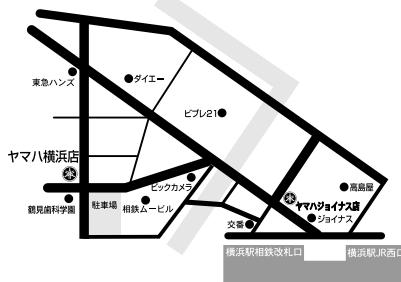 東急ハンズ
ダイエー
ビブレ21
ヤマハ横浜店
ビックカメラ
高島屋
鶴見歯科学園
駐車場
相鉄ムービル
ヤマハジョイナス店
交番
ジョイナス
横浜駅相鉄改札口
横浜駅JR西口